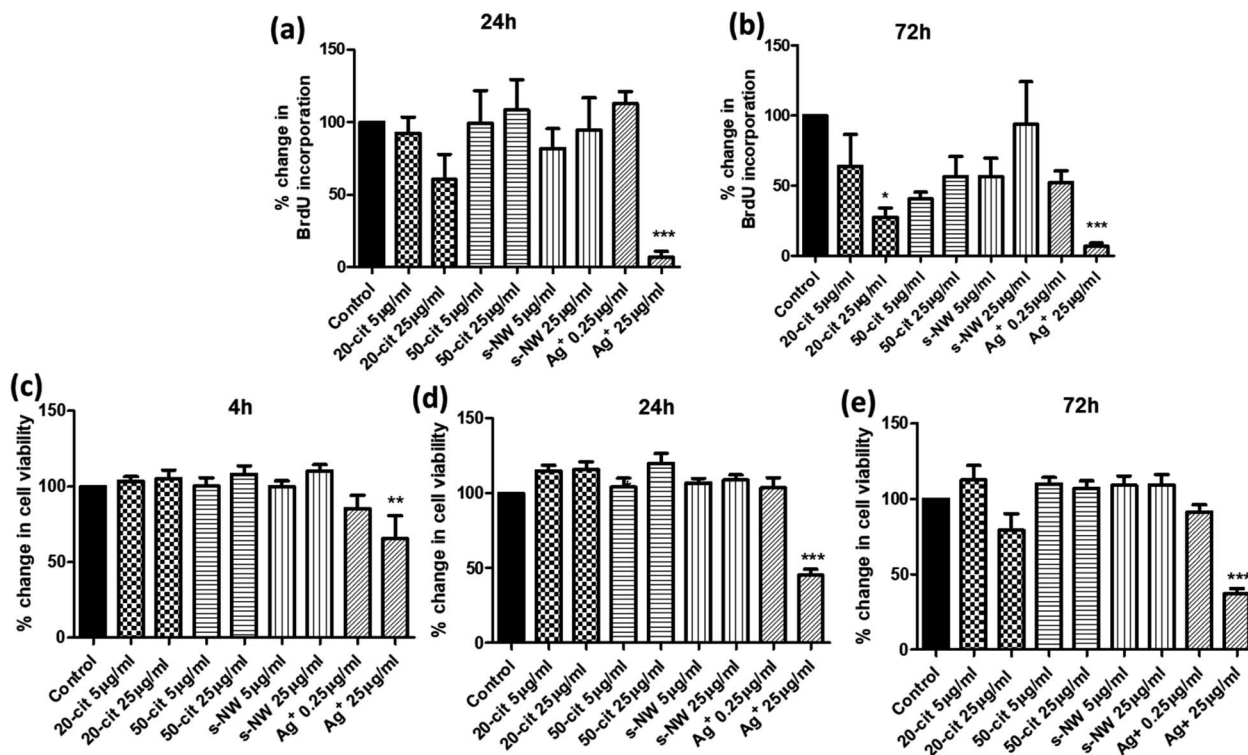 (a)
24h
% change in
BrdU incorporation
150
100
50
0
***
Control
20-cit 5µg/ml
20-cit 25µg/ml
50-cit 5µg/ml
50-cit 25µg/ml
s-NW 5µg/ml
s-NW 25µg/ml
Ag⁺ 0.25µg/ml
Ag⁺ 25µg/ml
(b)
72h
% change in
BrdU incorporation
150
100
50
0
*
***
Control
20-cit 5µg/ml
20-cit 25µg/ml
50-cit 5µg/ml
50-cit 25µg/ml
s-NW 5µg/ml
s-NW 25µg/ml
Ag⁺ 0.25µg/ml
Ag⁺ 25µg/ml
(c)
4h
% change in cell viability
150
100
50
0
**
Control
20-cit 5µg/ml
20-cit 25µg/ml
50-cit 5µg/ml
50-cit 25µg/ml
s-NW 5µg/ml
s-NW 25µg/ml
Ag⁺ 0.25µg/ml
Ag⁺ 25µg/ml
(d)
24h
% change in cell viability
150
100
50
0
***
Control
20-cit 5µg/ml
20-cit 25µg/ml
50-cit 5µg/ml
50-cit 25µg/ml
s-NW 5µg/ml
s-NW 25µg/ml
Ag⁺ 0.25µg/ml
Ag⁺ 25µg/ml
(e)
72h
% change in cell viability
150
100
50
0
***
Control
20-cit 5µg/ml
20-cit 25µg/ml
50-cit 5µg/ml
50-cit 25µg/ml
s-NW 5µg/ml
s-NW 25µg/ml
Ag+ 0.25µg/ml
Ag+ 25µg/ml